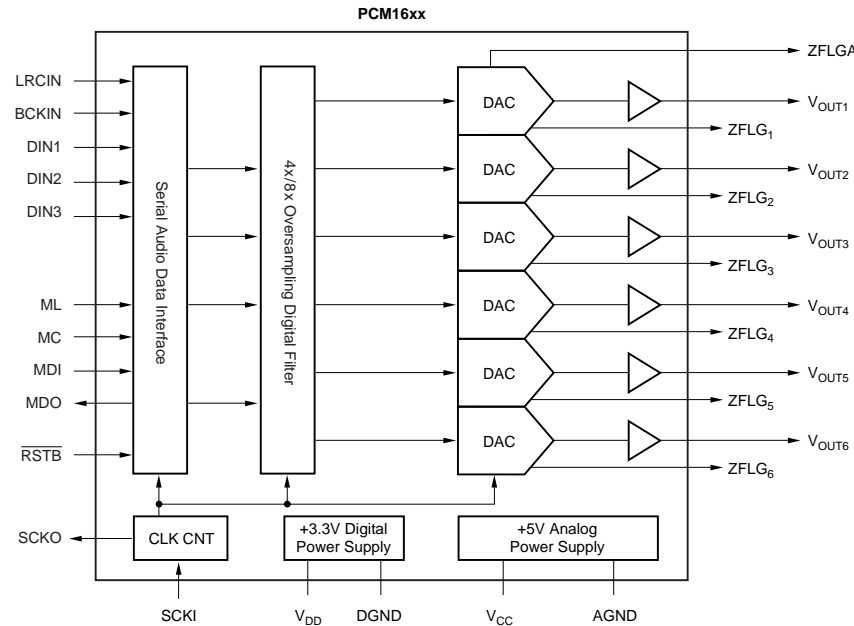 PCM16xx
ZFLGA
LRCIN
BCKIN
DIN1
DIN2
DIN3
ML
MC
MDI
MDO
RSTB
Serial Audio Data Interface
4x/8x Oversampling Digital Filter
DAC
DAC
DAC
DAC
DAC
DAC
VOUT1
ZFLG1
VOUT2
ZFLG2
VOUT3
ZFLG3
VOUT4
ZFLG4
VOUT5
ZFLG5
VOUT6
ZFLG6
SCKO
CLK CNT
+3.3V Digital
Power Supply
+5V Analog
Power Supply
SCKI
VDD
DGND
VCC
AGND